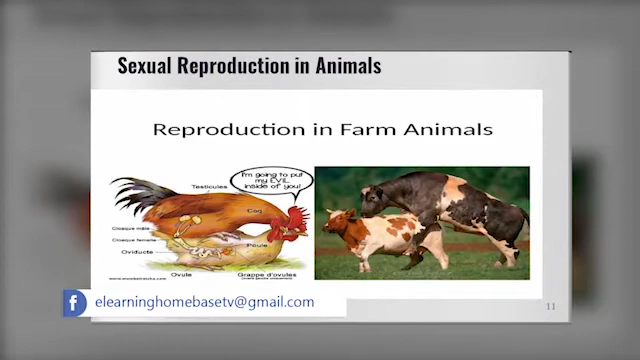 Sexual Reproduction in Animals
Reproduction in Farm Animals
I'm going to put
my EVIL
inside of you!
Testicules
Coq
Cloaque mâle
Cloaque femelle
Poule
Oviducte
Ovule
Grappe d'ovules
elearninghomebasetv@gmail.com
11